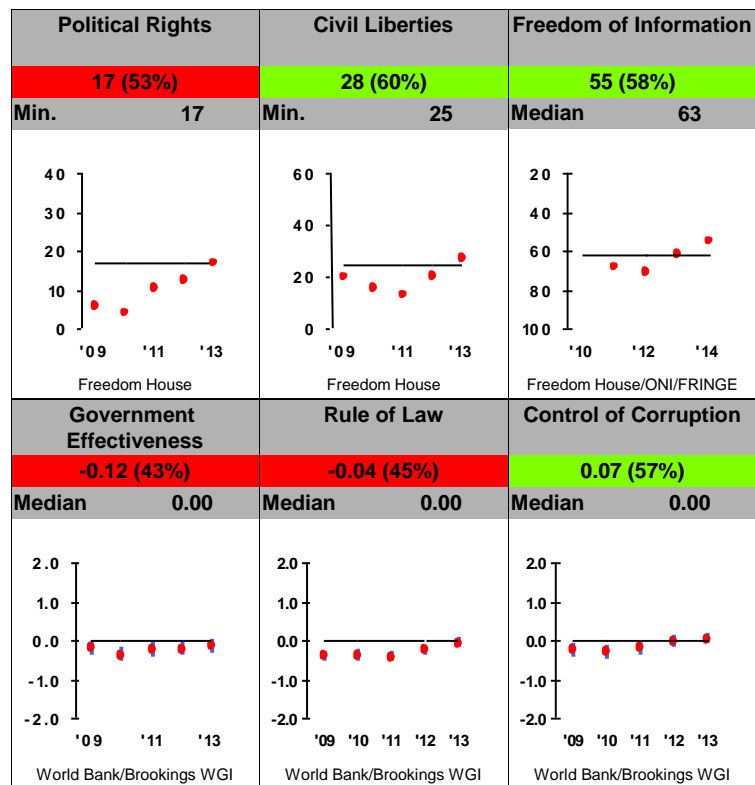 Political Rights
17 (53%)
Min. 17
40
30
20
10
0
'09 '11 '13
Freedom House
Civil Liberties
28 (60%)
Min. 25
60
40
20
0
'09 '11 '13
Freedom House
Freedom of Information
55 (58%)
Median 63
20
40
60
80
100
'10 '12 '14
Freedom House/ONI/FRINGE
Government
Effectiveness
-0.12 (43%)
Median 0.00
2.0
1.0
0.0
-1.0
-2.0
'09 '11 '13
World Bank/Brookings WGI
Rule of Law
-0.04 (45%)
Median 0.00
2.0
1.0
0.0
-1.0
-2.0
'09 '10 '11 '12 '13
World Bank/Brookings WGI
Control of Corruption
0.07 (57%)
Median 0.00
2.0
1.0
0.0
-1.0
-2.0
'09 '10 '11 '12 '13
World Bank/Brookings WGI